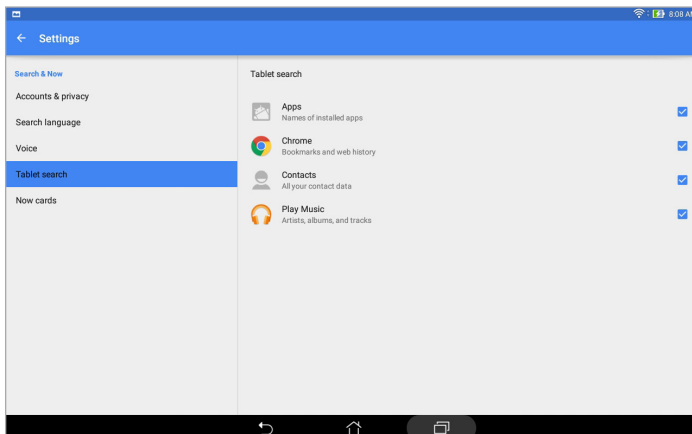 8:08 AM
Settings
Search & Now
Accounts & privacy
Search language
Voice
Tablet search
Now cards
Tablet search
Apps
Names of installed apps
Chrome
Bookmarks and web history
Contacts
All your contact data
Play Music
Artists, albums, and tracks